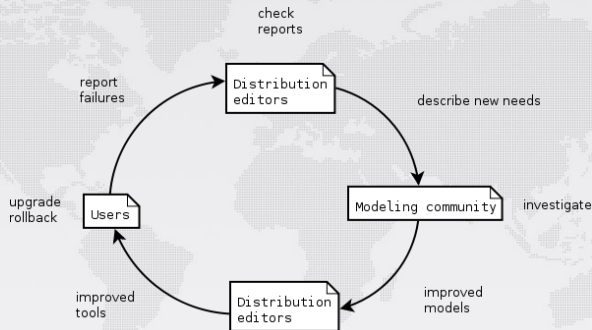 check
reports
report
failures
Distribution
editors
describe new needs
upgrade
rollback
Users
Modeling community
investigate
improved
tools
Distribution
editors
improved
models